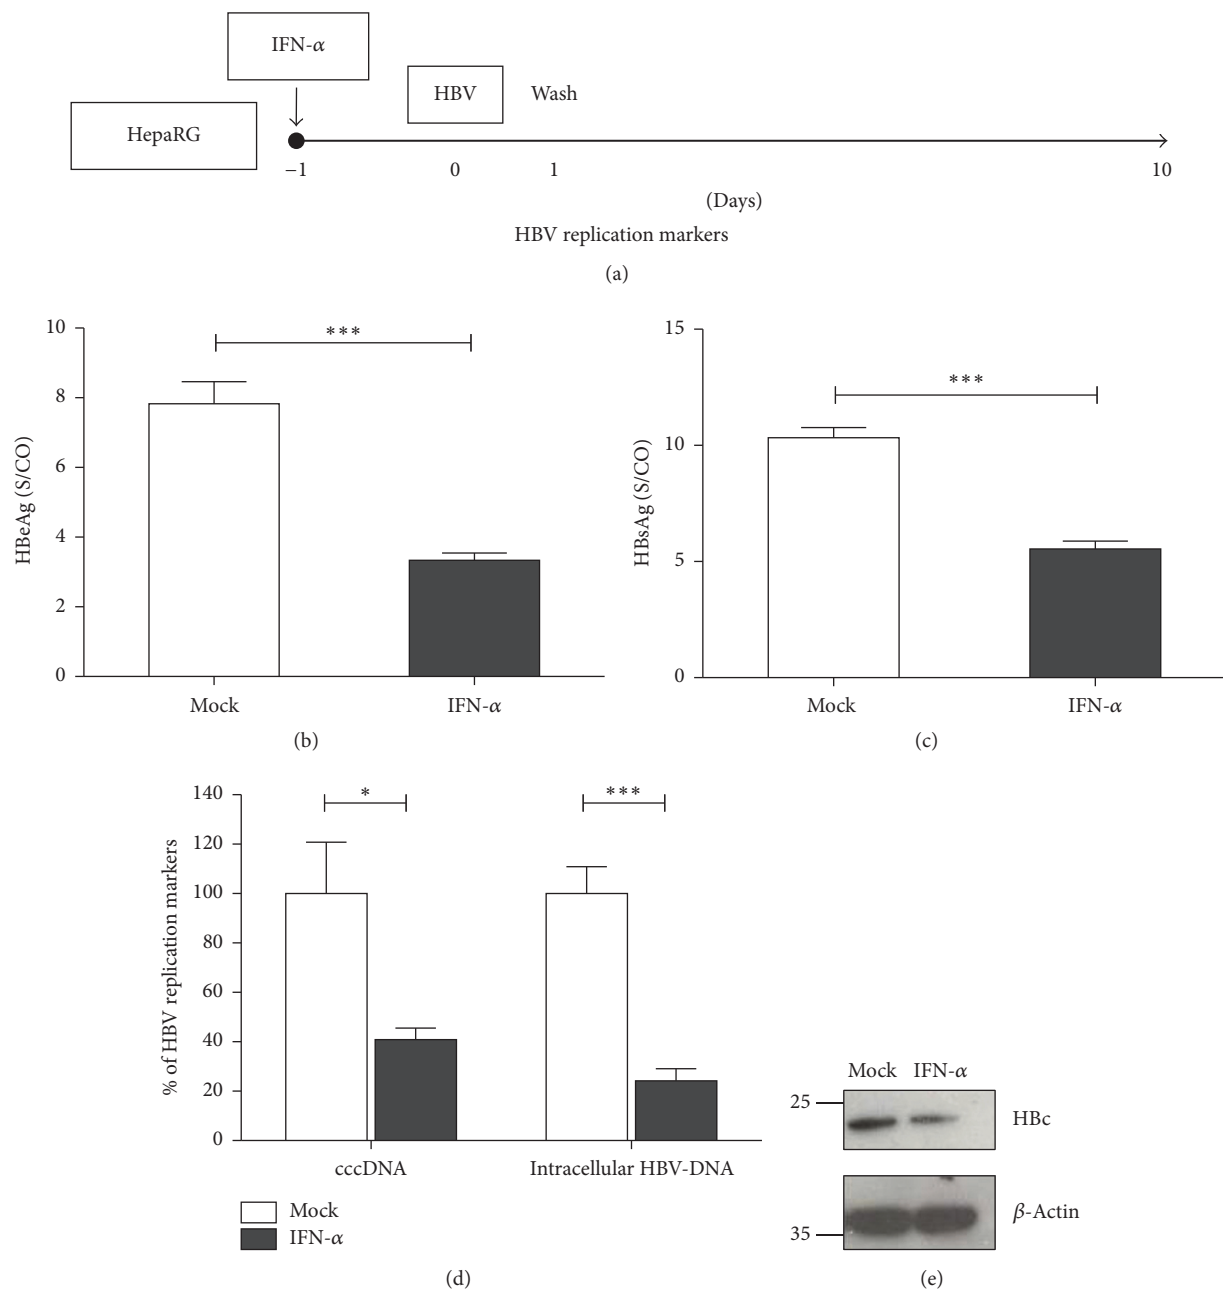 IFN-α
HBV
Wash
HepaRG
−1
0
1
10
(Days)
HBV replication markers
(a)
10
8
6
4
2
0
HBeAg (S/CO)
***
Mock
IFN-α
(b)
15
10
5
0
HBsAg (S/CO)
***
Mock
IFN-α
(c)
140
120
100
80
60
40
20
0
% of HBV replication markers
*
***
cccDNA
Intracellular HBV-DNA
Mock
IFN-α
(d)
Mock IFN-α
25
HBc
β-Actin
35
(e)